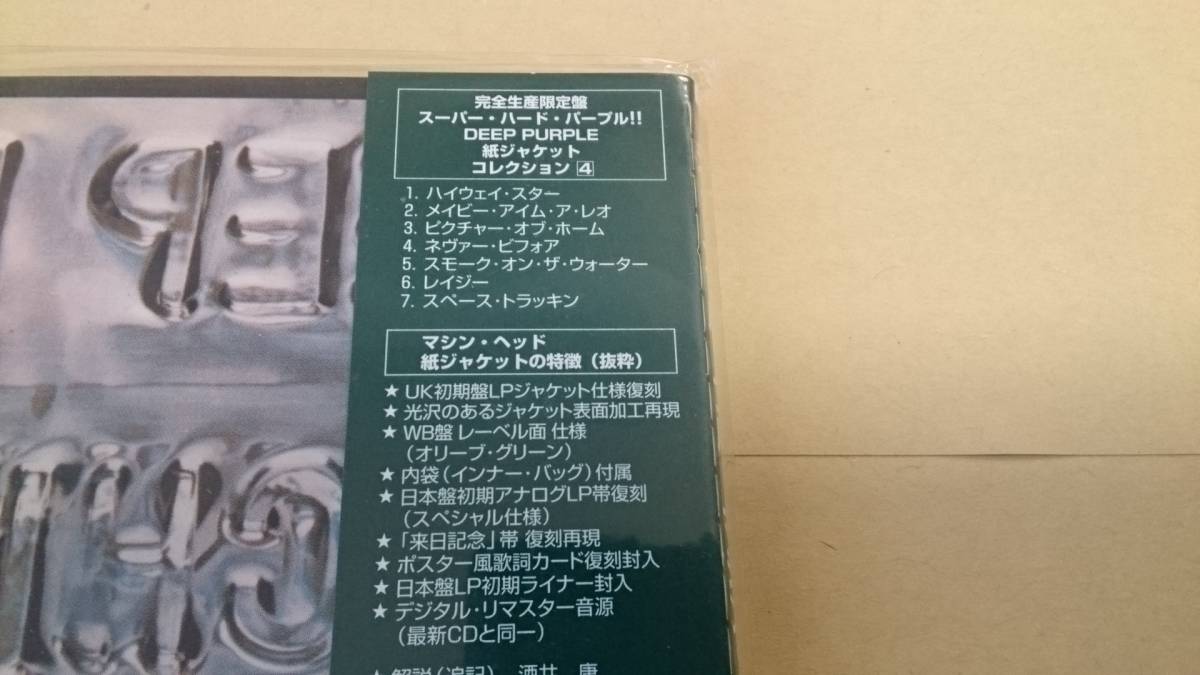 完全生産限定盤
スーパー・ハード・パープル!!
DEEP PURPLE
紙ジャケット
コレクション 4
1. ハイウェイ・スター
2. メイビー・アイム・ア・レオ
3. ピクチャー・オブ・ホーム
4. ネヴァー・ビフォア
5. スモーク・オン・ザ・ウォーター
6. レイジー
7. スペース・トラッキン
マシン・ヘッド
紙ジャケットの特徴（抜粋）
★ UK初期盤LPジャケット仕様復刻
★ 光沢のあるジャケット表面加工再現
★ WB盤 レーベル面 仕様
（オリーブ・グリーン）
★ 内袋（インナー・バッグ）付属
★ 日本盤初期アナログLP帯復刻
（スペシャル仕様）
★ 「来日記念」帯 復刻再現
★ ポスター風歌詞カード復刻封入
★ 日本盤LP初期ライナー封入
★ デジタル・リマスター音源
（最新CDと同一）
★ 解説（追記） 酒井 康